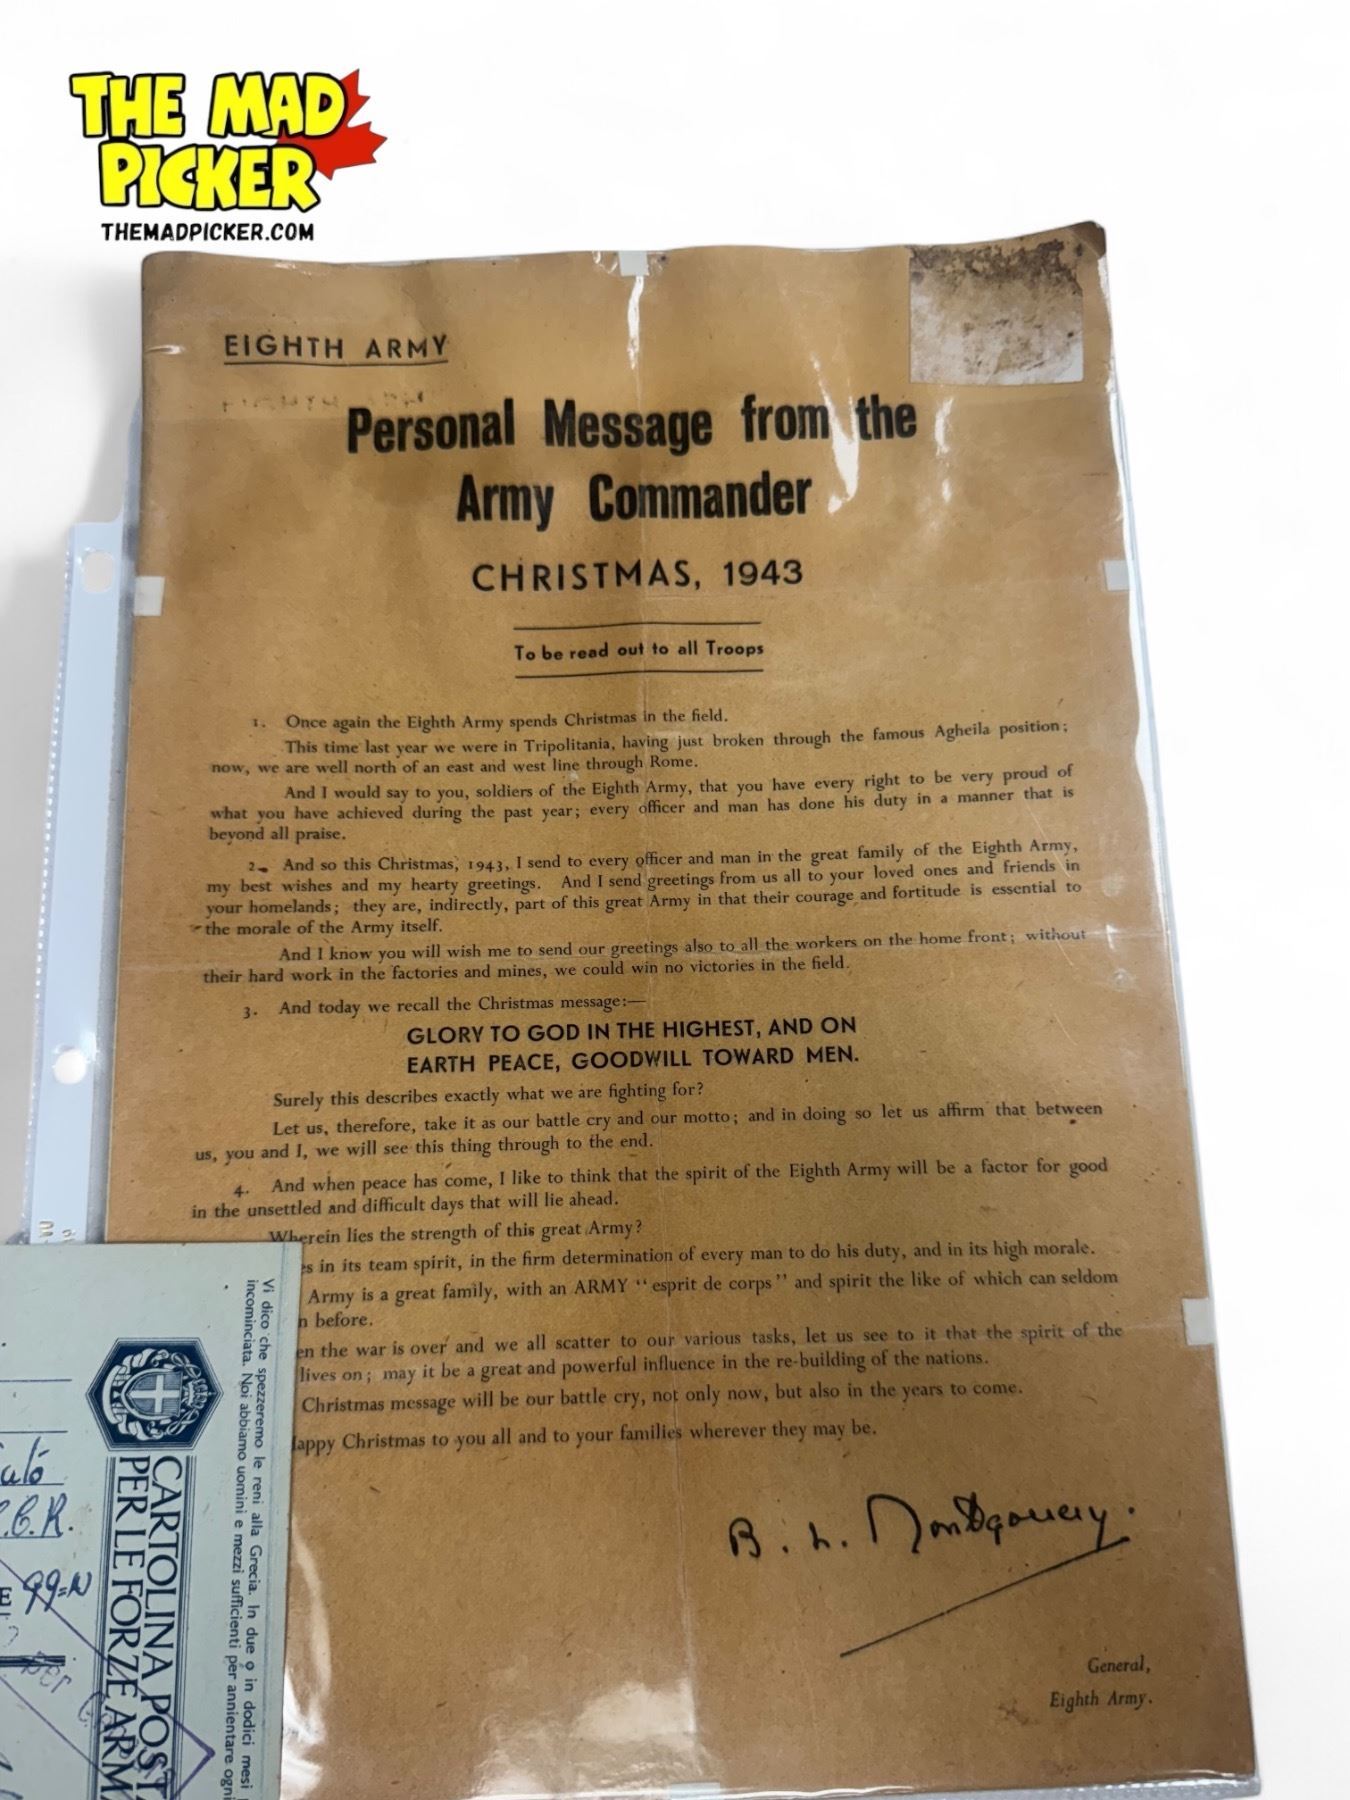 THE MAD
PICKER
THEMADPICKER.COM
EIGHTH ARMY
Personal Message from the
Army Commander
CHRISTMAS, 1943
To be read out to all Troops
1. Once again the Eighth Army spends Christmas in the field.
This time last year we were in Tripolitania, having just broken through the famous Agheila position;
now, we are well north of an east and west line through Rome.
And I would say to you, soldiers of the Eighth Army, that you have every right to be very proud of
what you have achieved during the past year; every officer and man has done his duty in a manner that is
beyond all praise.
2. And so this Christmas, 1943, I send to every officer and man in the great family of the Eighth Army,
my best wishes and my hearty greetings. And I send greetings from us all to your loved ones and friends in
your homelands; they are, indirectly, part of this great Army in that their courage and fortitude is essential to
the morale of the Army itself.
And I know you will wish me to send our greetings also to all the workers on the home front; without
their hard work in the factories and mines, we could win no victories in the field.
3. And today we recall the Christmas message:—
GLORY TO GOD IN THE HIGHEST, AND ON
EARTH PEACE, GOODWILL TOWARD MEN.
Surely this describes exactly what we are fighting for?
Let us, therefore, take it as our battle cry and our motto; and in doing so let us affirm that between
us, you and I, we will see this thing through to the end.
4. And when peace has come, I like to think that the spirit of the Eighth Army will be a factor for good
in the unsettled and difficult days that will lie ahead.
Wherein lies the strength of this great Army?
es in its team spirit, in the firm determination of every man to do his duty, and in its high morale.
Army is a great family, with an ARMY "esprit de corps" and spirit the like of which can seldom
n before.
en the war is over and we all scatter to our various tasks, let us see to it that the spirit of the
lives on; may it be a great and powerful influence in the re-building of the nations.
Christmas message will be our battle cry, not only now, but also in the years to come.
appy Christmas to you all and to your families wherever they may be.
B. L. Montgomery.
General,
Eighth Army.
Vi dico che spezzeremo le reni alla Grecia. In due o in dodici mesi
incominciata. Noi abbiamo uomini e mezzi sufficienti per annientare ogni
CARTOLINA POSTA
PER LE FORZE ARMA
99=N